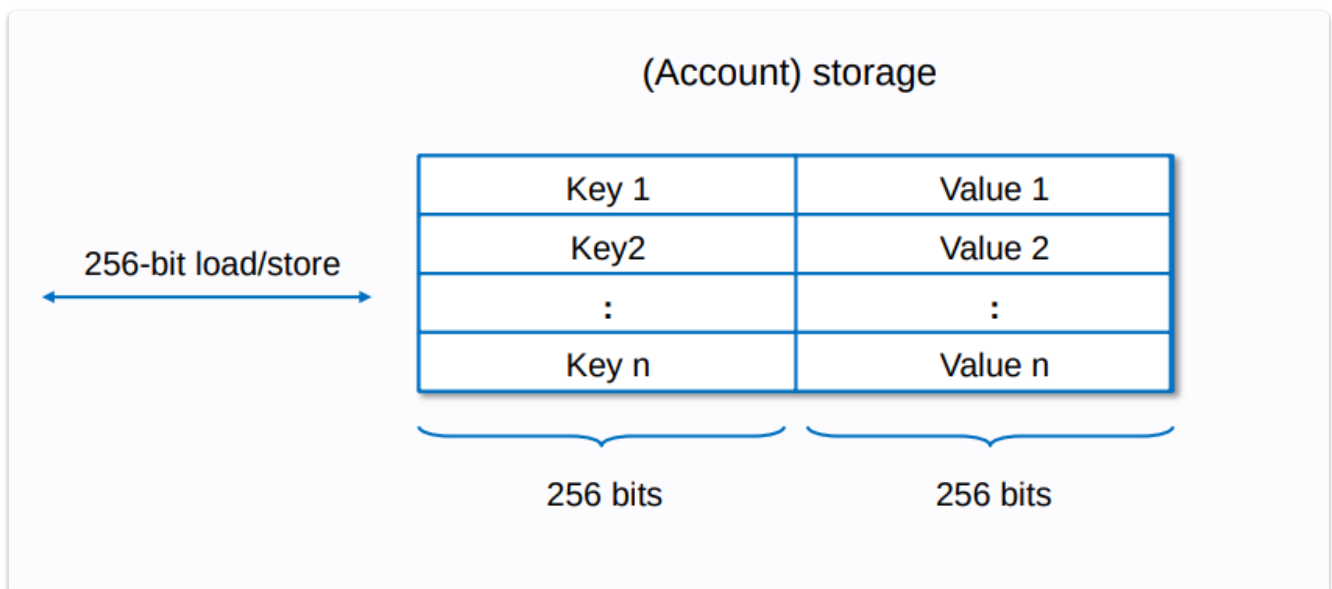 (Account) storage
Key 1 Value 1
256-bit load/store
Key2 Value 2
: :
Key n Value n
256 bits 256 bits